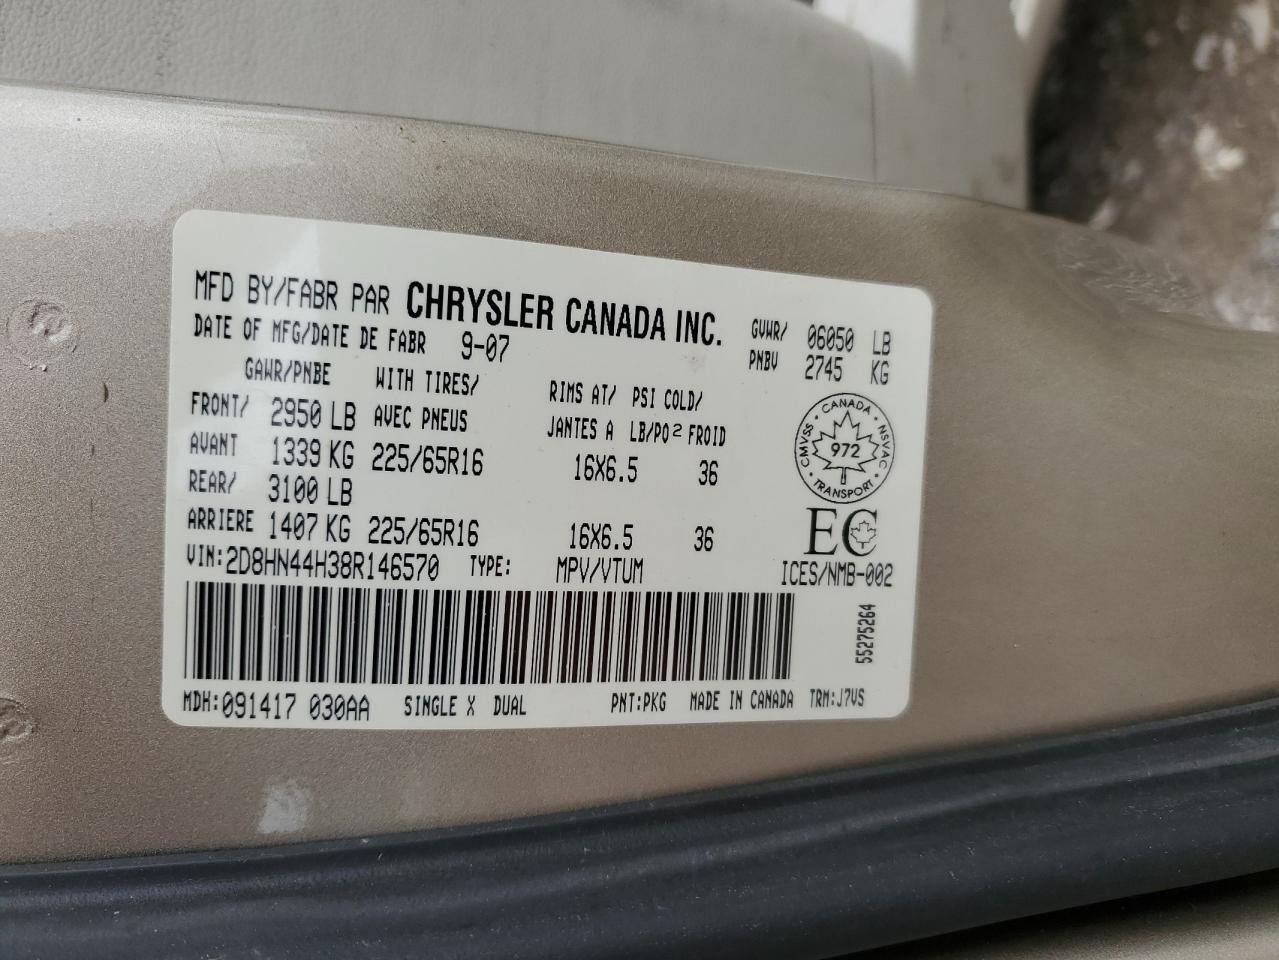 MFD BY/FABR PAR CHRYSLER CANADA INC.
DATE OF MFG/DATE DE FABR 9-07
GVWR/ 06050 LB
PNBV 2745 KG
GAWR/PNBE WITH TIRES/ RIMS AT/ PSI COLD/
FRONT/ 2950 LB AVEC PNEUS JANTES A LB/PO² FROID
AVANT 1339 KG 225/65R16 16X6.5 36
REAR/ 3100 LB
ARRIERE 1407 KG 225/65R16 16X6.5 36
CANADA
CMVSS 972 NSVAC
TRANSPORT
EC
VIN:2D8HN44H38R146570 TYPE: MPV/VTUM ICES/NMB-002
55275264
MDH:091417 030AA SINGLE X DUAL PNT:PKG MADE IN CANADA TRM:J7VS